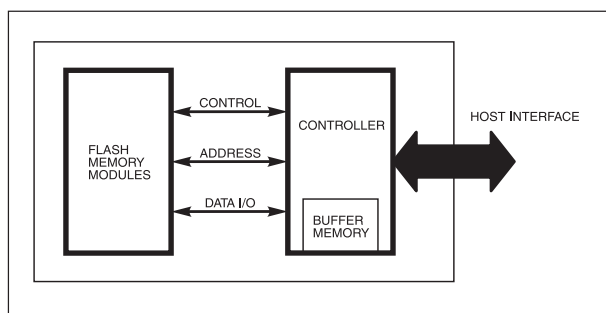 FLASH
MEMORY
MODULES
CONTROL
ADDRESS
DATA I/O
CONTROLLER
BUFFER
MEMORY
HOST INTERFACE